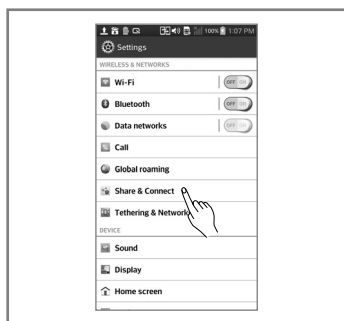 100% 1:07 PM
Settings
WIRELESS & NETWORKS
Wi-Fi OFF ON
Bluetooth OFF ON
Data networks OFF ON
Call
Global roaming
Share & Connect
Tethering & Network
DEVICE
Sound
Display
Home screen